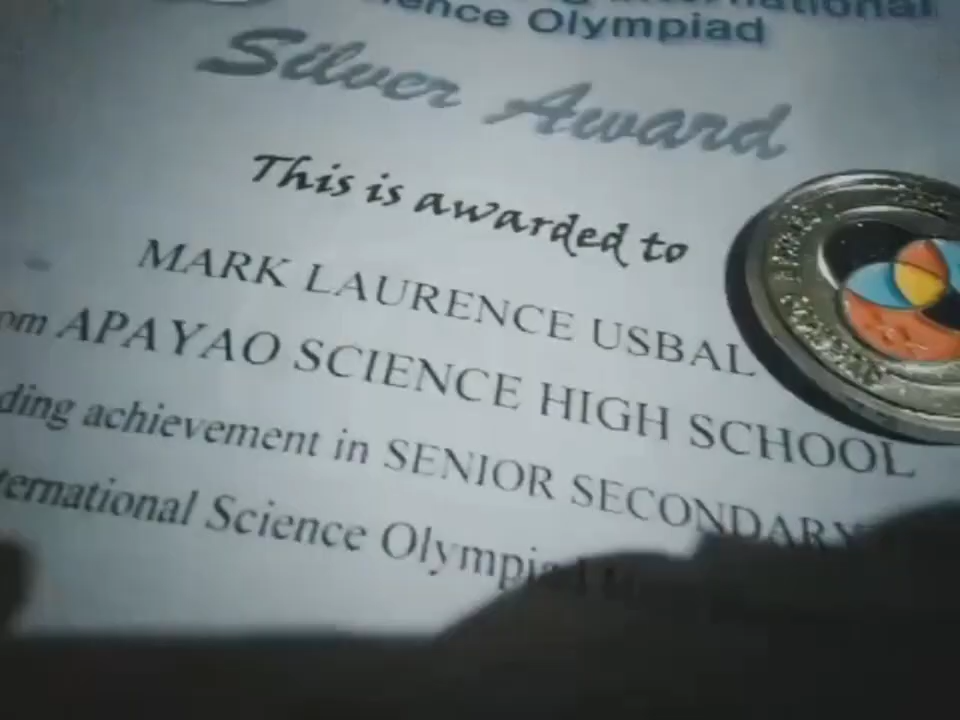 International
ence Olympiad
Silver Award
This is awarded to
MARK LAURENCE USBAL
om APAYAO SCIENCE HIGH SCHOOL
ding achievement in SENIOR SECONDARY
ternational Science Olympiad